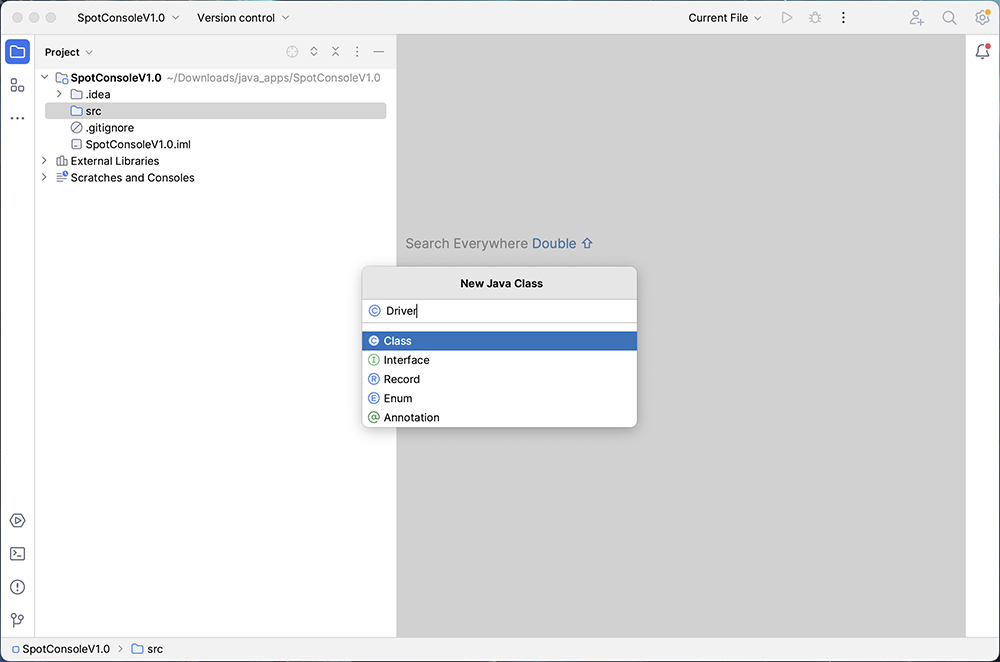 SpotConsoleV1.0 Version control Current File
Project
SpotConsoleV1.0 ~/Downloads/java_apps/SpotConsoleV1.0
.idea
src
.gitignore
SpotConsoleV1.0.iml
External Libraries
Scratches and Consoles
Search Everywhere Double ⇧
New Java Class
Driver
Class
Interface
Record
Enum
Annotation
SpotConsoleV1.0 > src